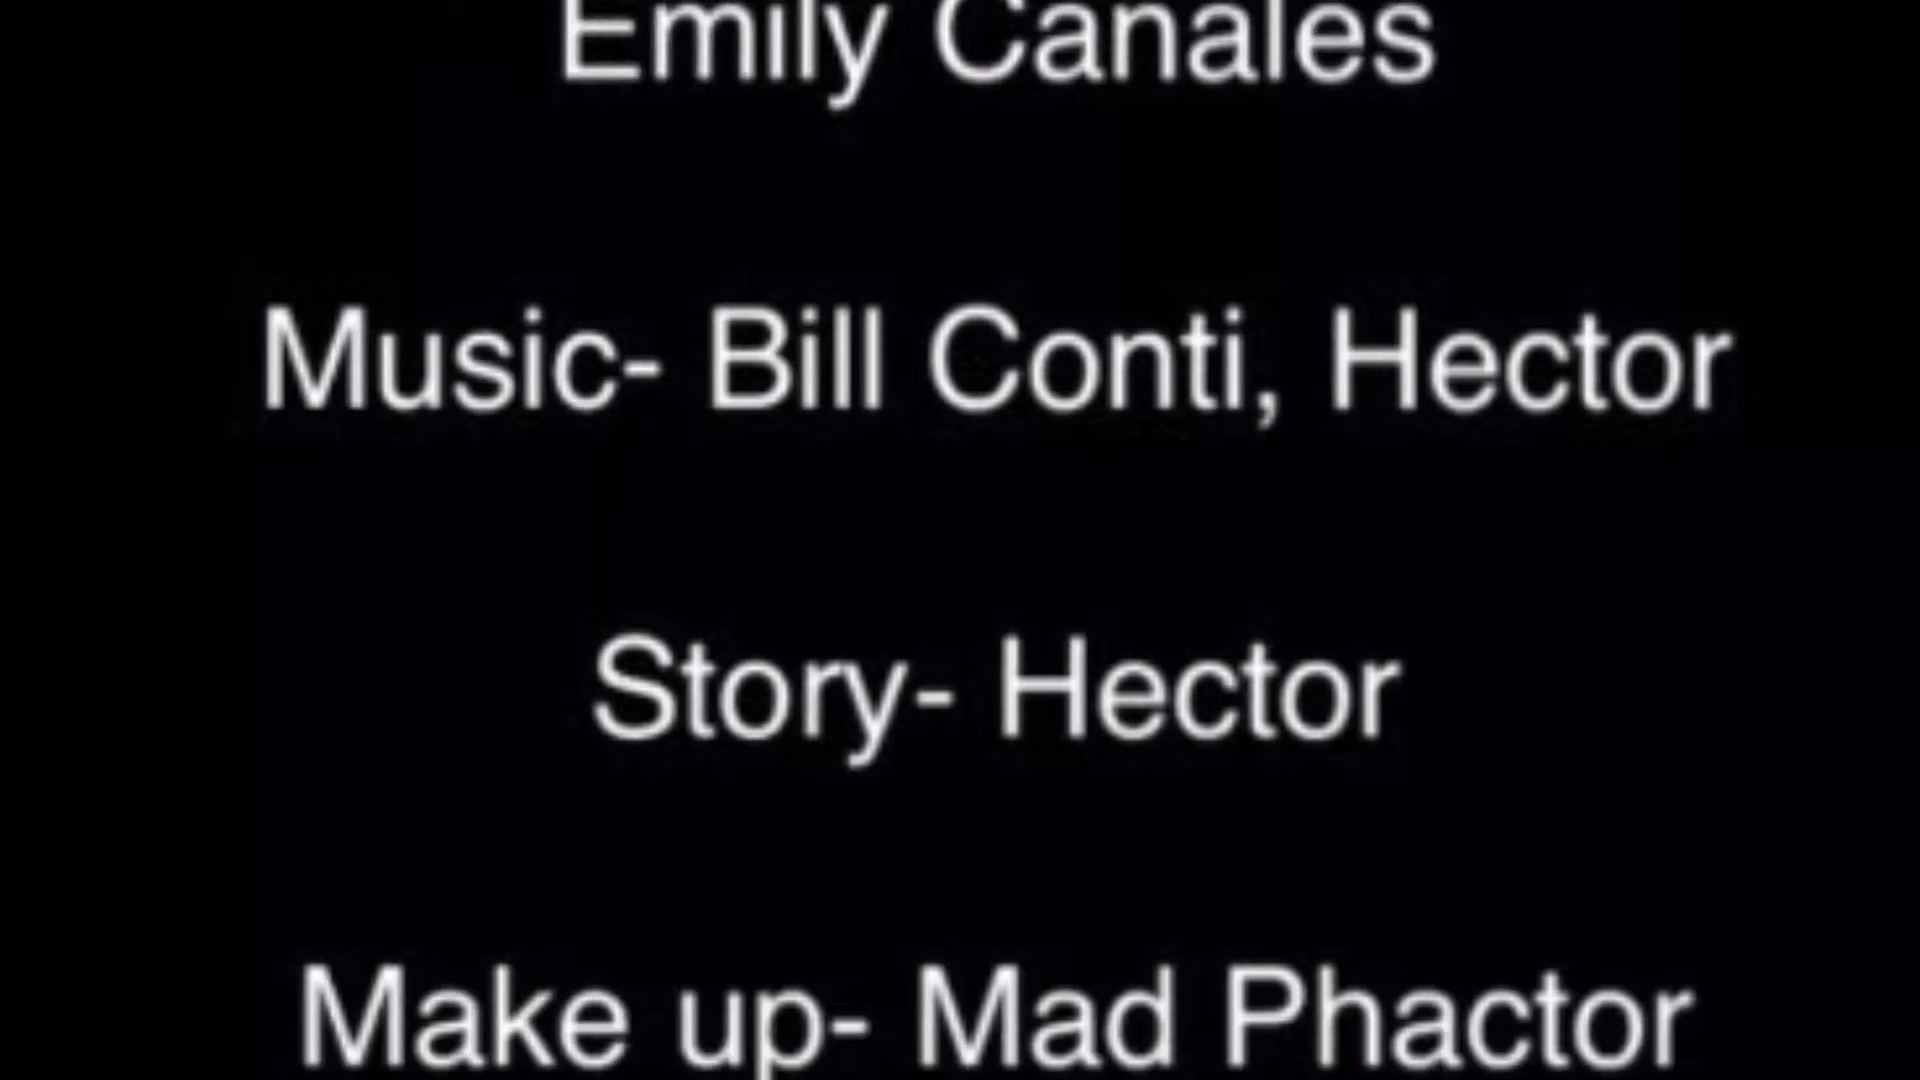 Emily Canales
Music- Bill Conti, Hector
Story- Hector
Make up- Mad Phactor